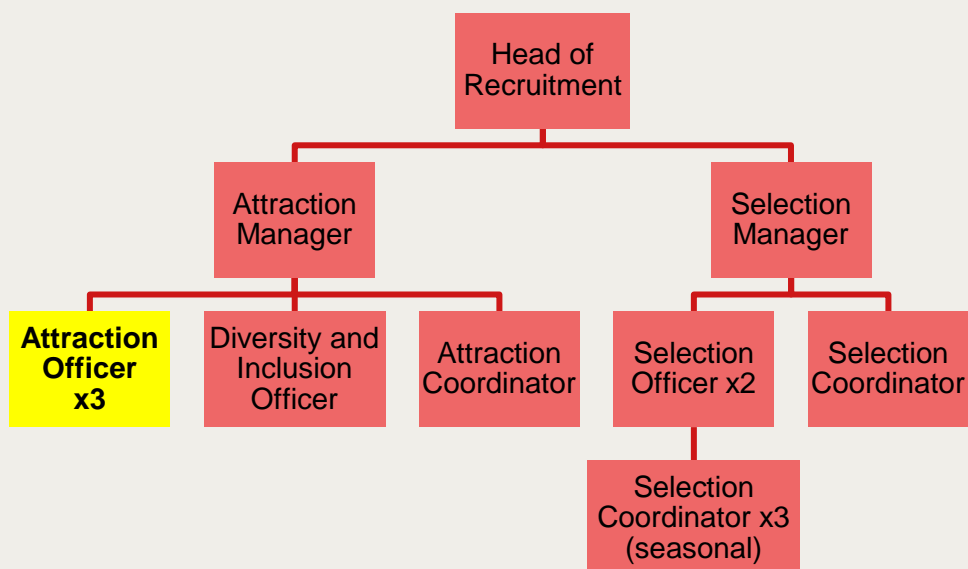 Head of
Recruitment
Attraction
Manager
Selection
Manager
Attraction
Officer
x3
Diversity and
Inclusion
Officer
Attraction
Coordinator
Selection
Officer x2
Selection
Coordinator
Selection
Coordinator x3
(seasonal)